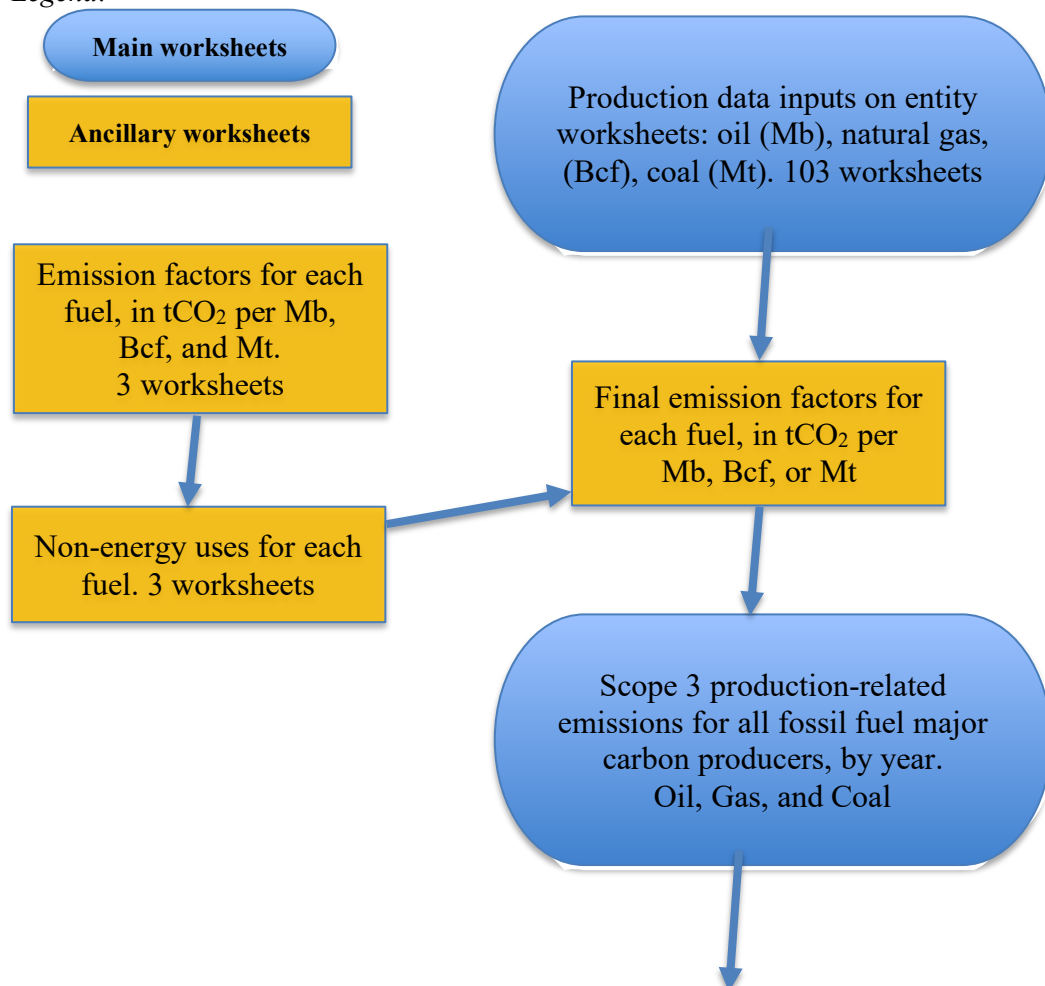 Legend:
Main worksheets
Ancillary worksheets
Production data inputs on entity
worksheets: oil (Mb), natural gas,
(Bcf), coal (Mt). 103 worksheets
Emission factors for each
fuel, in tCO₂ per Mb,
Bcf, and Mt.
3 worksheets
Non-energy uses for each
fuel. 3 worksheets
Final emission factors for
each fuel, in tCO₂ per
Mb, Bcf, or Mt
Scope 3 production-related
emissions for all fossil fuel major
carbon producers, by year.
Oil, Gas, and Coal